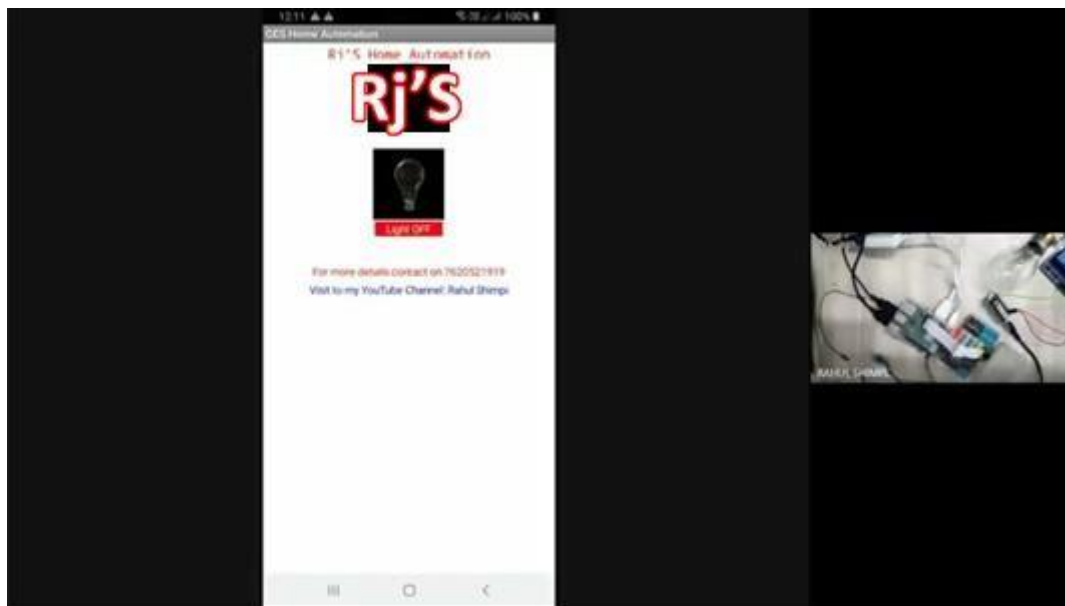 12:11
100%
GES Home Automation
Rj'S Home Automation
Rj'S
Light OFF
For more details contact on 7620521919
Visit to my YouTube Channel: Rahul Shimpi
RAHUL SHIMPI